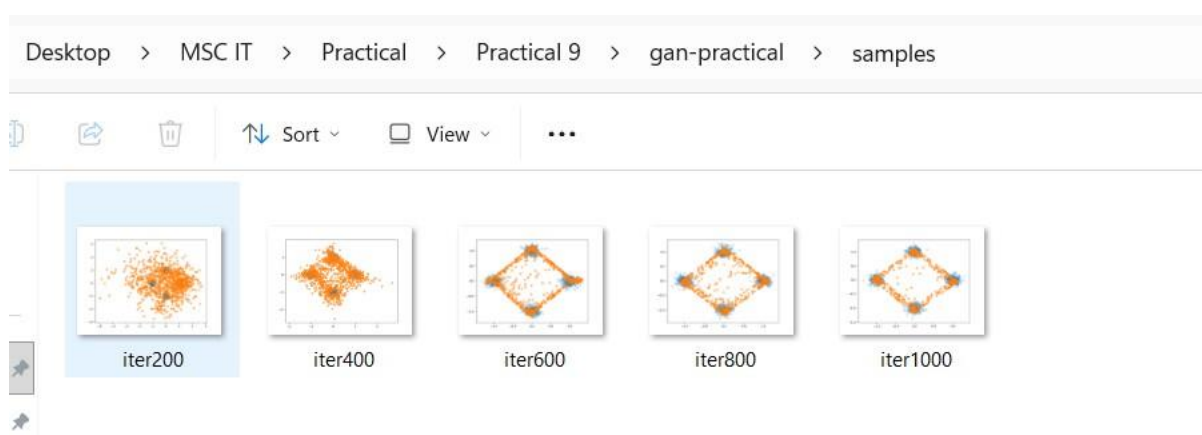 Desktop > MSC IT > Practical > Practical 9 > gan-practical > samples
Sort View ...
iter200 iter400 iter600 iter800 iter1000